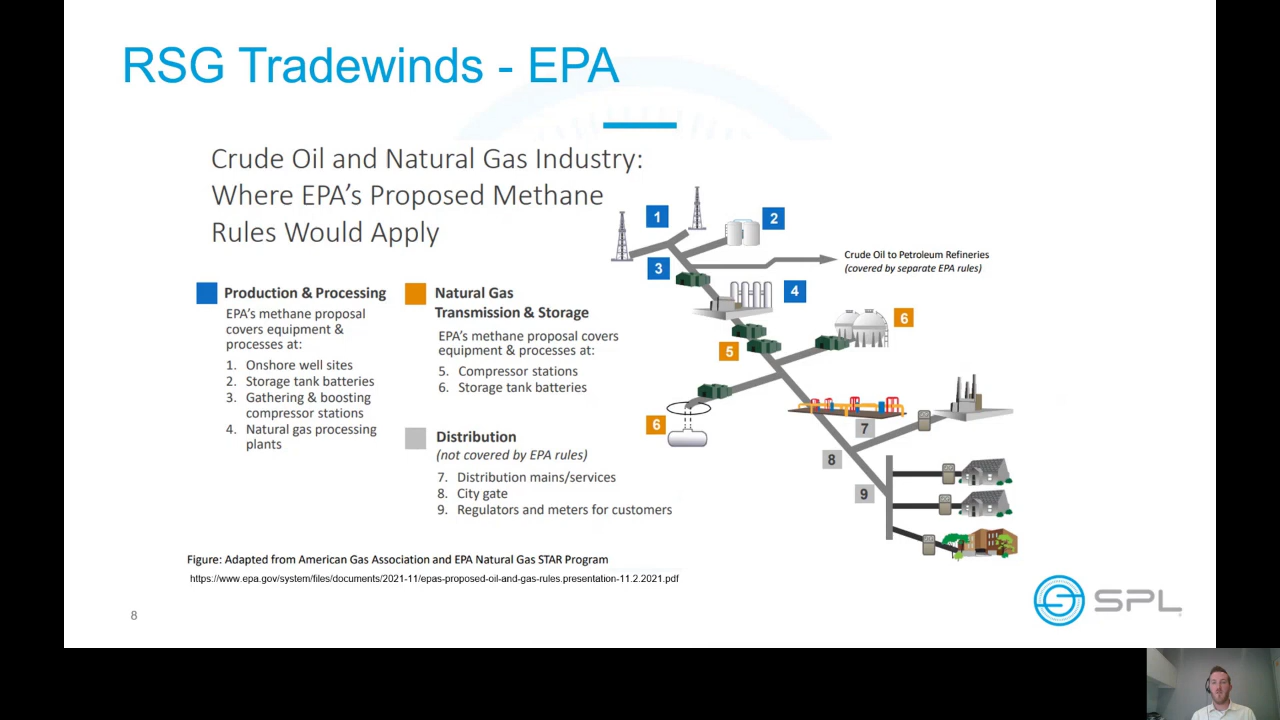 RSG Tradewinds - EPA
Crude Oil and Natural Gas Industry:
Where EPA's Proposed Methane
Rules Would Apply
Production & Processing
EPA's methane proposal
covers equipment &
processes at:
1. Onshore well sites
2. Storage tank batteries
3. Gathering & boosting
compressor stations
4. Natural gas processing
plants
Natural Gas
Transmission & Storage
EPA's methane proposal covers
equipment & processes at:
5. Compressor stations
6. Storage tank batteries
Distribution
(not covered by EPA rules)
7. Distribution mains/services
8. City gate
9. Regulators and meters for customers
1
2
3
Crude Oil to Petroleum Refineries
(covered by separate EPA rules)
4
6
5
6
7
8
9
Figure: Adapted from American Gas Association and EPA Natural Gas STAR Program
https://www.epa.gov/system/files/documents/2021-11/epas-proposed-oil-and-gas-rules.presentation-11.2.2021.pdf
8
SPL